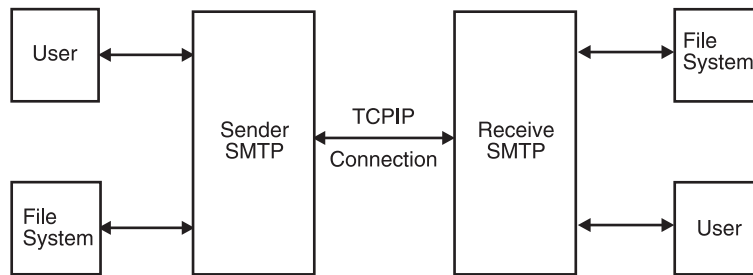 User
File
System
Sender
SMTP
TCPIP
Connection
Receive
SMTP
File
System
User